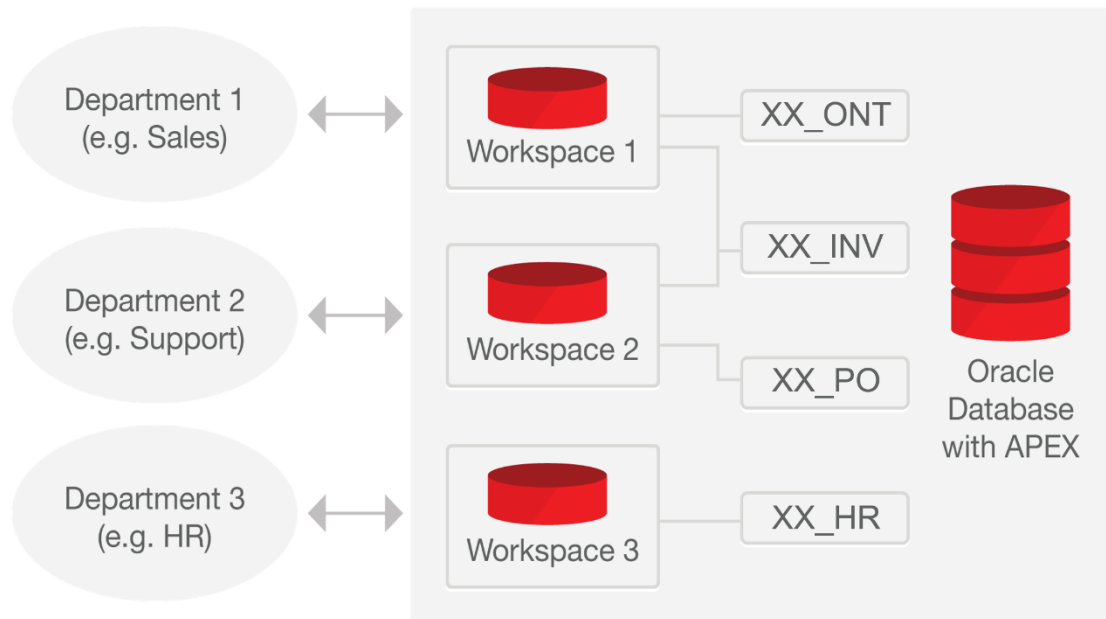 Department 1
(e.g. Sales)
Workspace 1
XX_ONT
XX_INV
Department 2
(e.g. Support)
Workspace 2
XX_PO
Oracle
Database
with APEX
Department 3
(e.g. HR)
Workspace 3
XX_HR